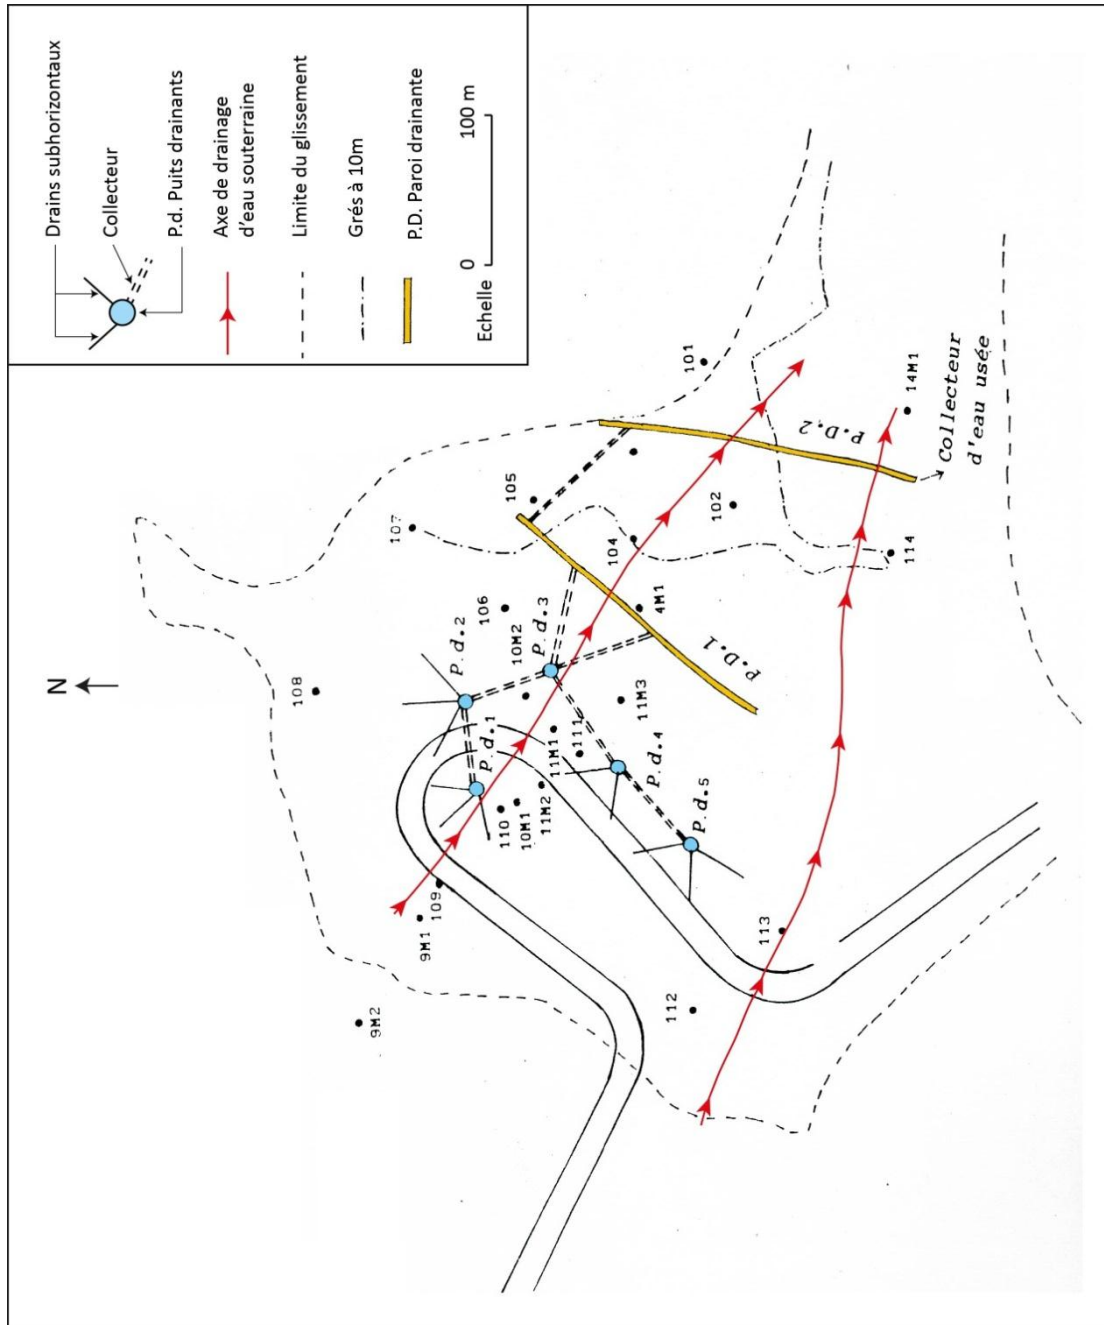 Drains subhorizontaux
Collecteur
P.d. Puits drainants
Axe de drainage
d'eau souterraine
Limite du glissement
Grés à 10m
P.D. Paroi drainante
Echelle
0
100 m
N
108
107
105
101
106
10M2
P.d.2
P.d.3
P.d.1
104
102
4M1
P.D.1
P.D.2
14M1
Collecteur
d'eau usée
114
11M3
111
11M1
11M2
10M1
110
P.d.4
P.d.5
109
9M1
9M2
113
112